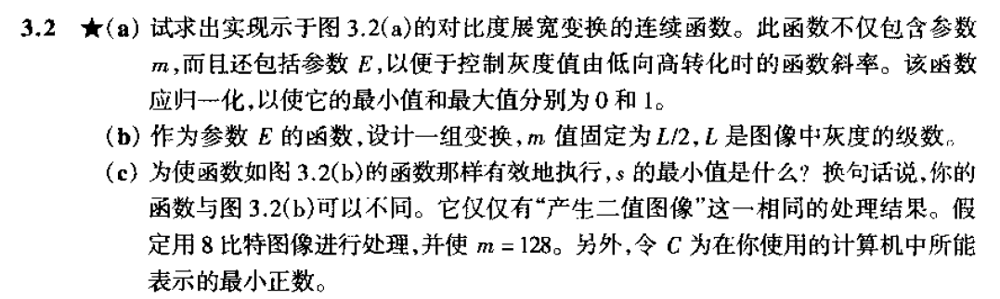 3.2 ★(a) 试求出实现示于图 3.2(a)的对比度展宽变换的连续函数。此函数不仅包含参数
m,而且还包括参数 E,以便于控制灰度值由低向高转化时的函数斜率。该函数
应归一化,以使它的最小值和最大值分别为 0 和 1。
(b) 作为参数 E 的函数,设计一组变换,m 值固定为 L/2,L 是图像中灰度的级数。
(c) 为使函数如图 3.2(b)的函数那样有效地执行,s 的最小值是什么? 换句话说,你的
函数与图 3.2(b)可以不同。它仅仅有“产生二值图像”这一相同的处理结果。假
定用 8 比特图像进行处理,并使 m = 128。另外,令 C 为在你使用的计算机中所能
表示的最小正数。